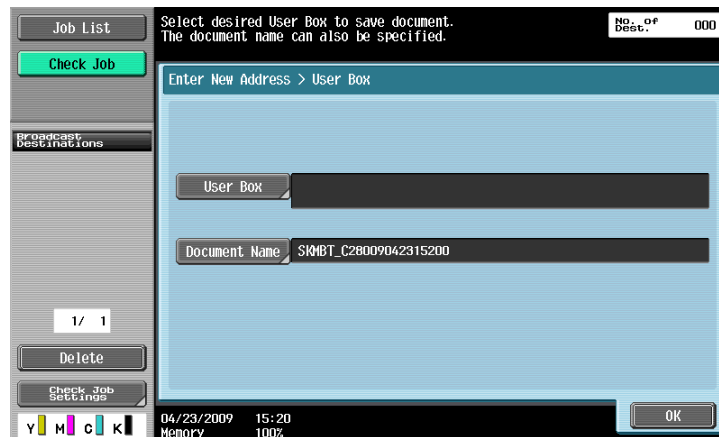 Job List
Check Job
Select desired User Box to save document.
The document name can also be specified.
No. of
Dest.
000
Enter New Address > User Box
Broadcast
Destinations
User Box
Document Name
SKMBT_C28009042315200
1/ 1
Delete
Check Job
Settings
Y M C K
04/23/2009 15:20
Memory 100%
OK